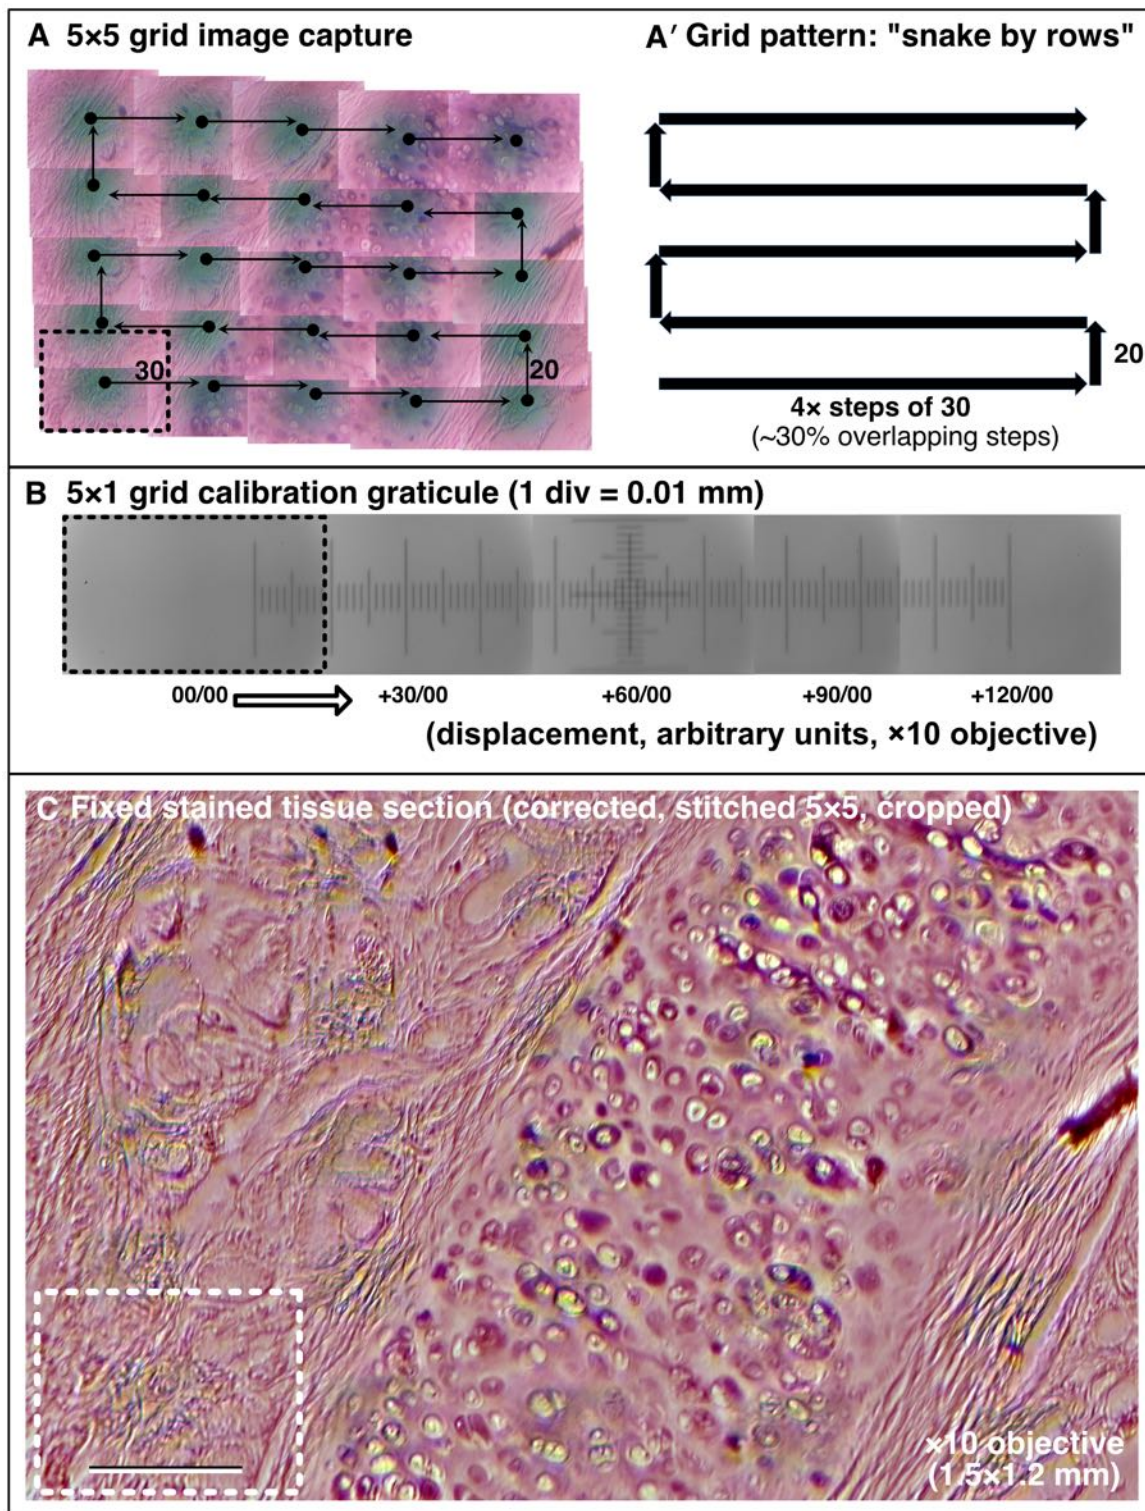 A 5×5 grid image capture
A′ Grid pattern: "snake by rows"
30
20
20
4× steps of 30
(~30% overlapping steps)
B 5×1 grid calibration graticule (1 div = 0.01 mm)
00/00
+30/00
+60/00
+90/00
+120/00
(displacement, arbitrary units, ×10 objective)
C Fixed stained tissue section (corrected, stitched 5×5, cropped)
×10 objective
(1.5×1.2 mm)